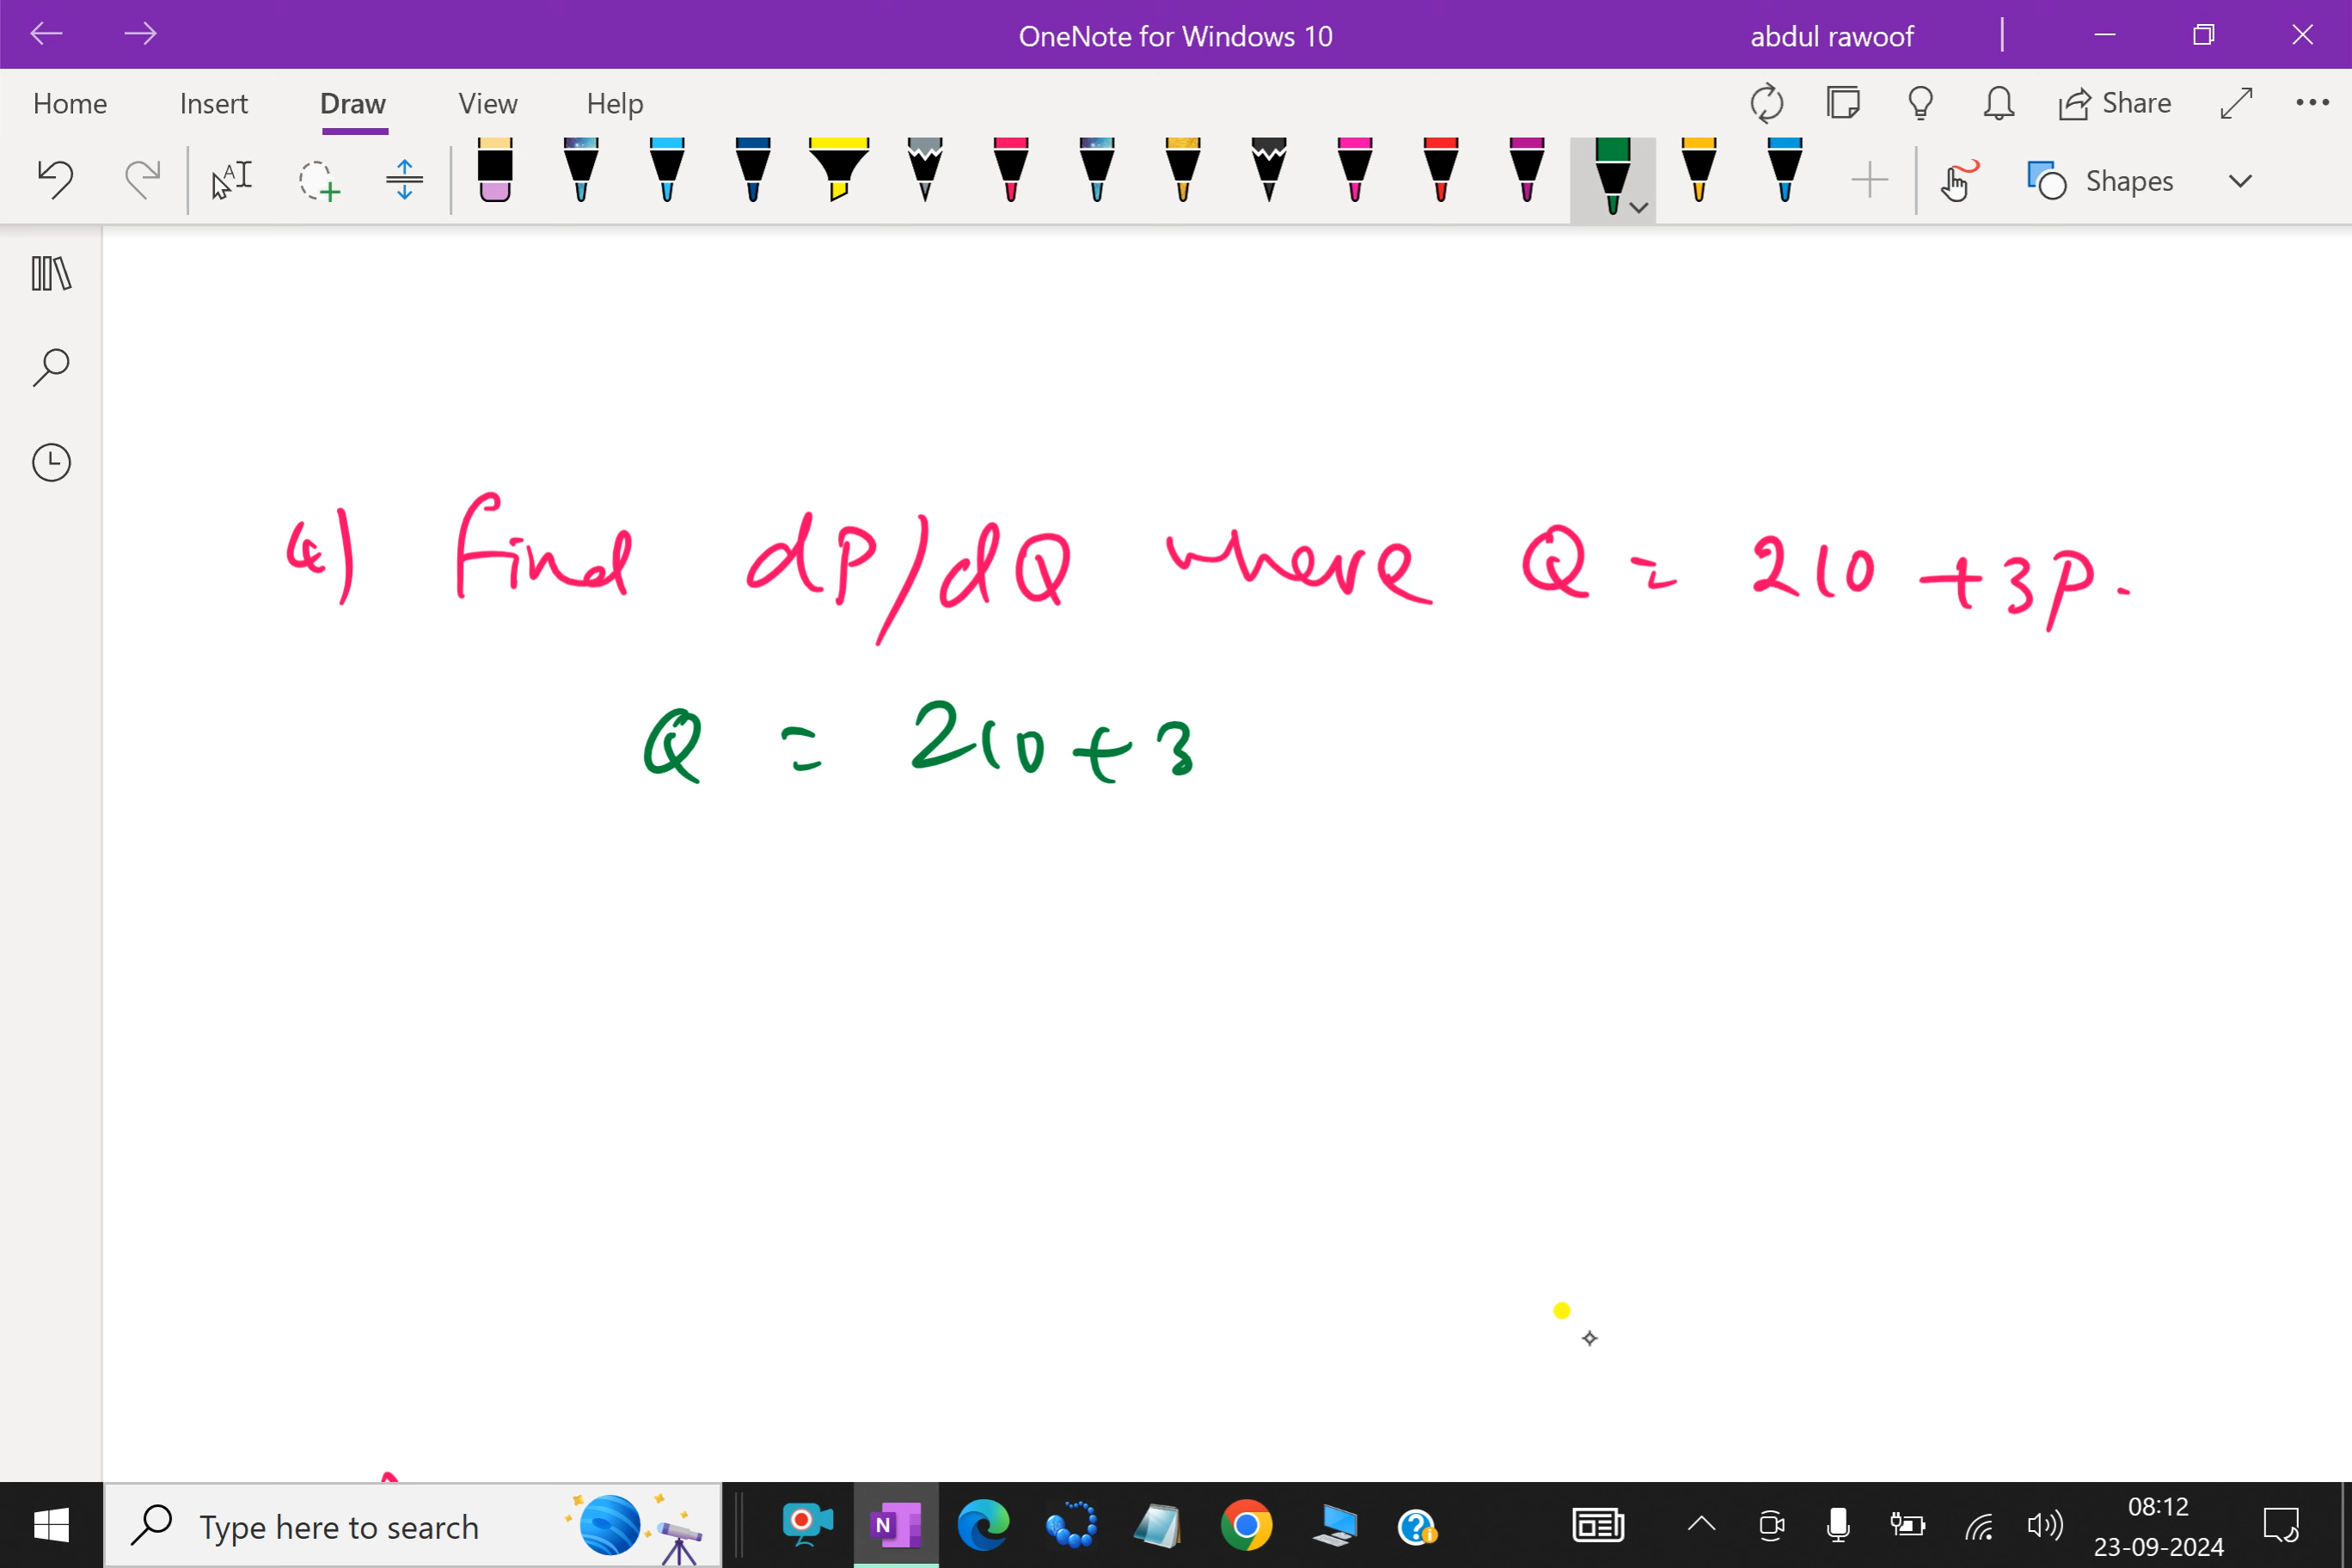 OneNote for Windows 10 abdul rawoof
Home Insert Draw View Help Share
Shapes
4) Find dP/dQ where Q = 210 + 3P.
Q = 210 + 3
Type here to search
08:12
23-09-2024